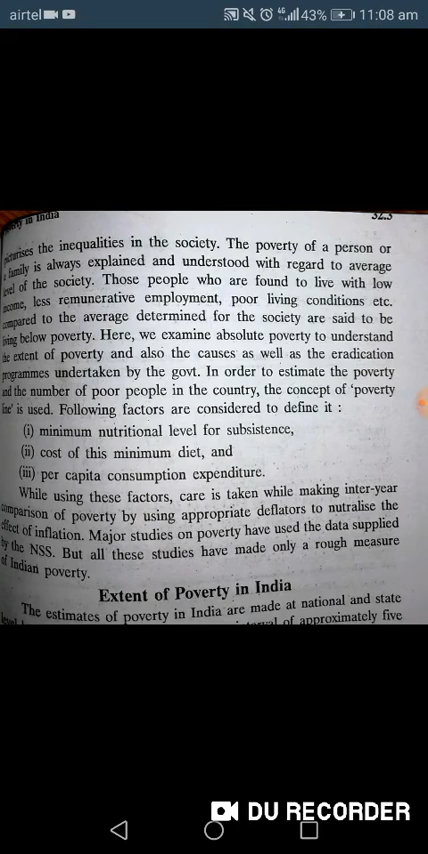 airtel 4G 43% 11:08 am
Poverty in India 32.3
picturises the inequalities in the society. The poverty of a person or
a family is always explained and understood with regard to average
level of the society. Those people who are found to live with low
income, less remunerative employment, poor living conditions etc.
compared to the average determined for the society are said to be
living below poverty. Here, we examine absolute poverty to understand
the extent of poverty and also the causes as well as the eradication
programmes undertaken by the govt. In order to estimate the poverty
and the number of poor people in the country, the concept of 'poverty
line' is used. Following factors are considered to define it :
(i) minimum nutritional level for subsistence,
(ii) cost of this minimum diet, and
(iii) per capita consumption expenditure.
While using these factors, care is taken while making inter-year
comparison of poverty by using appropriate deflators to nutralise the
effect of inflation. Major studies on poverty have used the data supplied
by the NSS. But all these studies have made only a rough measure
of Indian poverty.
Extent of Poverty in India
The estimates of poverty in India are made at national and state
of approximately five
DU RECORDER